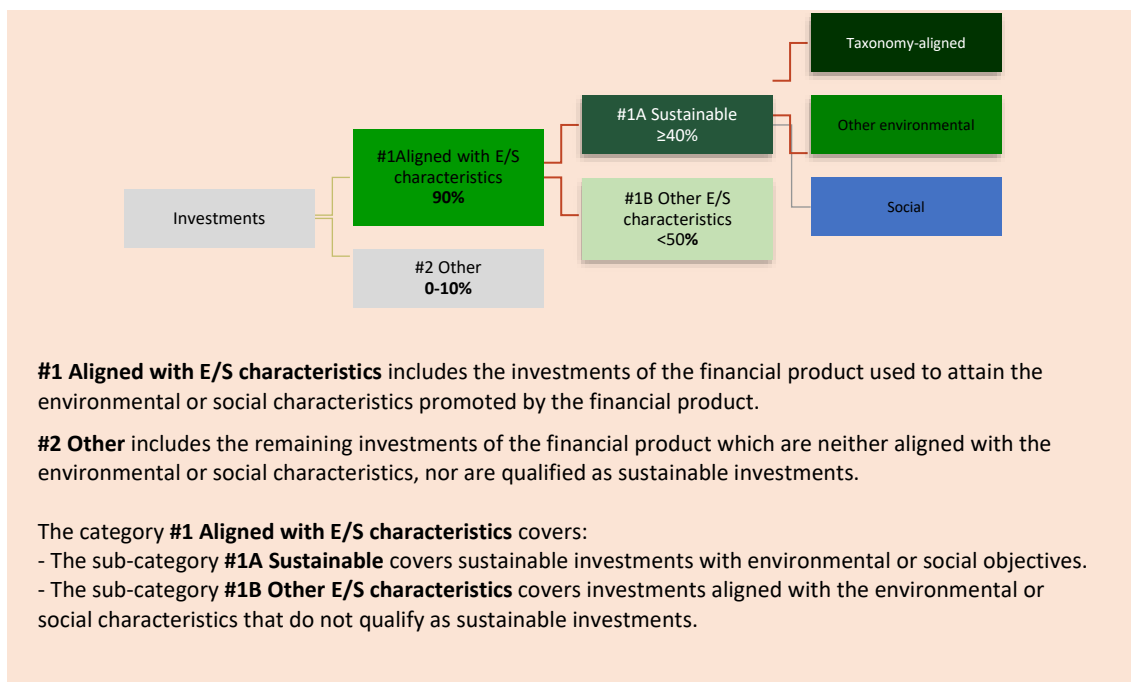 Taxonomy-aligned
#1A Sustainable
≥40%
Other environmental
#1Aligned with E/S
characteristics
90%
#1B Other E/S
characteristics
<50%
Social
Investments
#2 Other
0-10%
#1 Aligned with E/S characteristics includes the investments of the financial product used to attain the
environmental or social characteristics promoted by the financial product.
#2 Other includes the remaining investments of the financial product which are neither aligned with the
environmental or social characteristics, nor are qualified as sustainable investments.
The category #1 Aligned with E/S characteristics covers:
- The sub-category #1A Sustainable covers sustainable investments with environmental or social objectives.
- The sub-category #1B Other E/S characteristics covers investments aligned with the environmental or
social characteristics that do not qualify as sustainable investments.